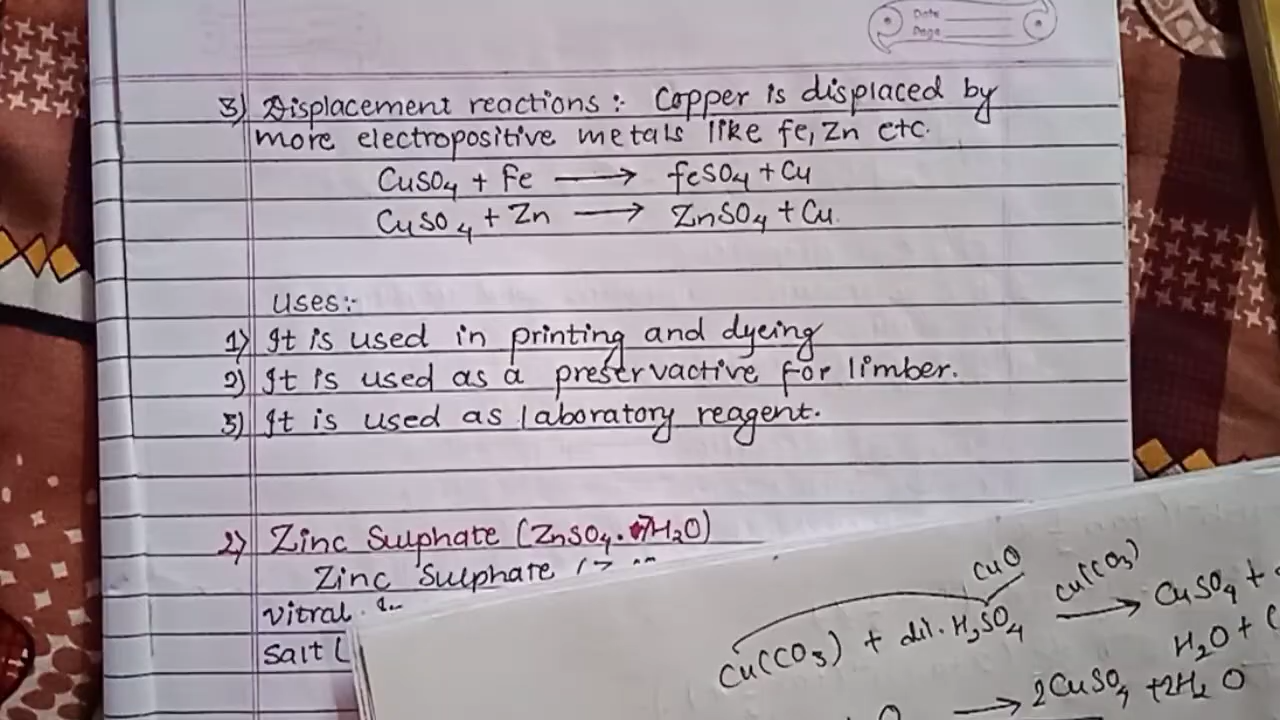 Date
Page
3) Displacement reactions :- Copper is displaced by
more electropositive metals like fe, Zn etc.
CuSO4 + Fe ⟶ feSO4 + Cu
CuSO4 + Zn ⟶ ZnSO4 + Cu.
Uses:-
1) It is used in printing and dyeing
2) It is used as a preservactive for limber.
3) It is used as laboratory reagent.
2) Zinc Sulphate (ZnSO4.7H2O)
Zinc Sulphate
vitral
Salt (
CuO
Cu(CO3) + dil. H2SO4 ⟶ CuSO4 +
Cu(CO3)
H2O + (
⟶ 2CuSO4 + 2H2O